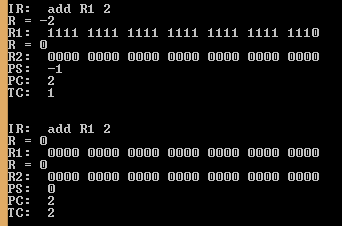 IR:  add R1 2
R = -2
R1:  1111 1111 1111 1111 1111 1111 1110
R = 0
R2:  0000 0000 0000 0000 0000 0000 0000
PS:  -1
PC:  2
TC:  1
IR:  add R1 2
R = 0
R1:  0000 0000 0000 0000 0000 0000 0000
R = 0
R2:  0000 0000 0000 0000 0000 0000 0000
PS:  0
PC:  2
TC:  2